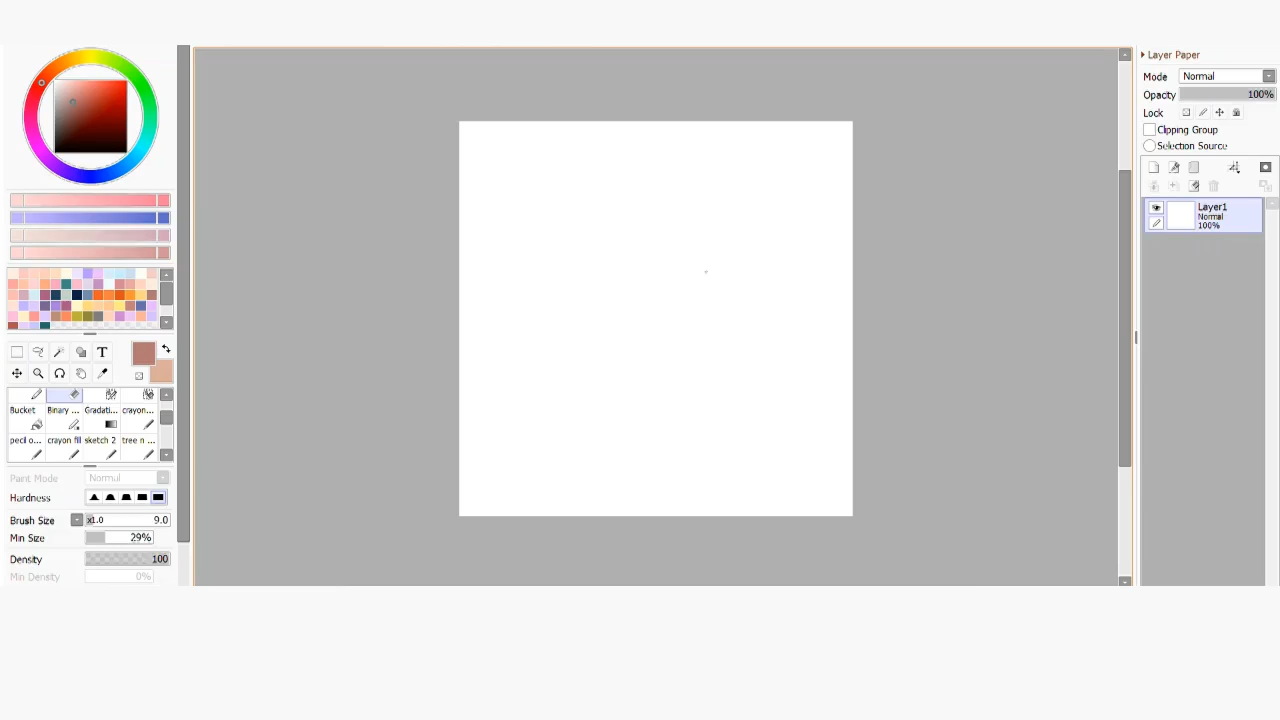 Layer Paper
Mode Normal
Opacity 100%
Lock
Clipping Group
Selection Source
Layer1
Normal
100%
T
Bucket Binary ... Gradati... crayon...
pecil o... crayon fill sketch 2 tree n ...
Paint Mode Normal
Hardness
Brush Size x1.0 9.0
Min Size 29%
Density 100
Min Density 0%